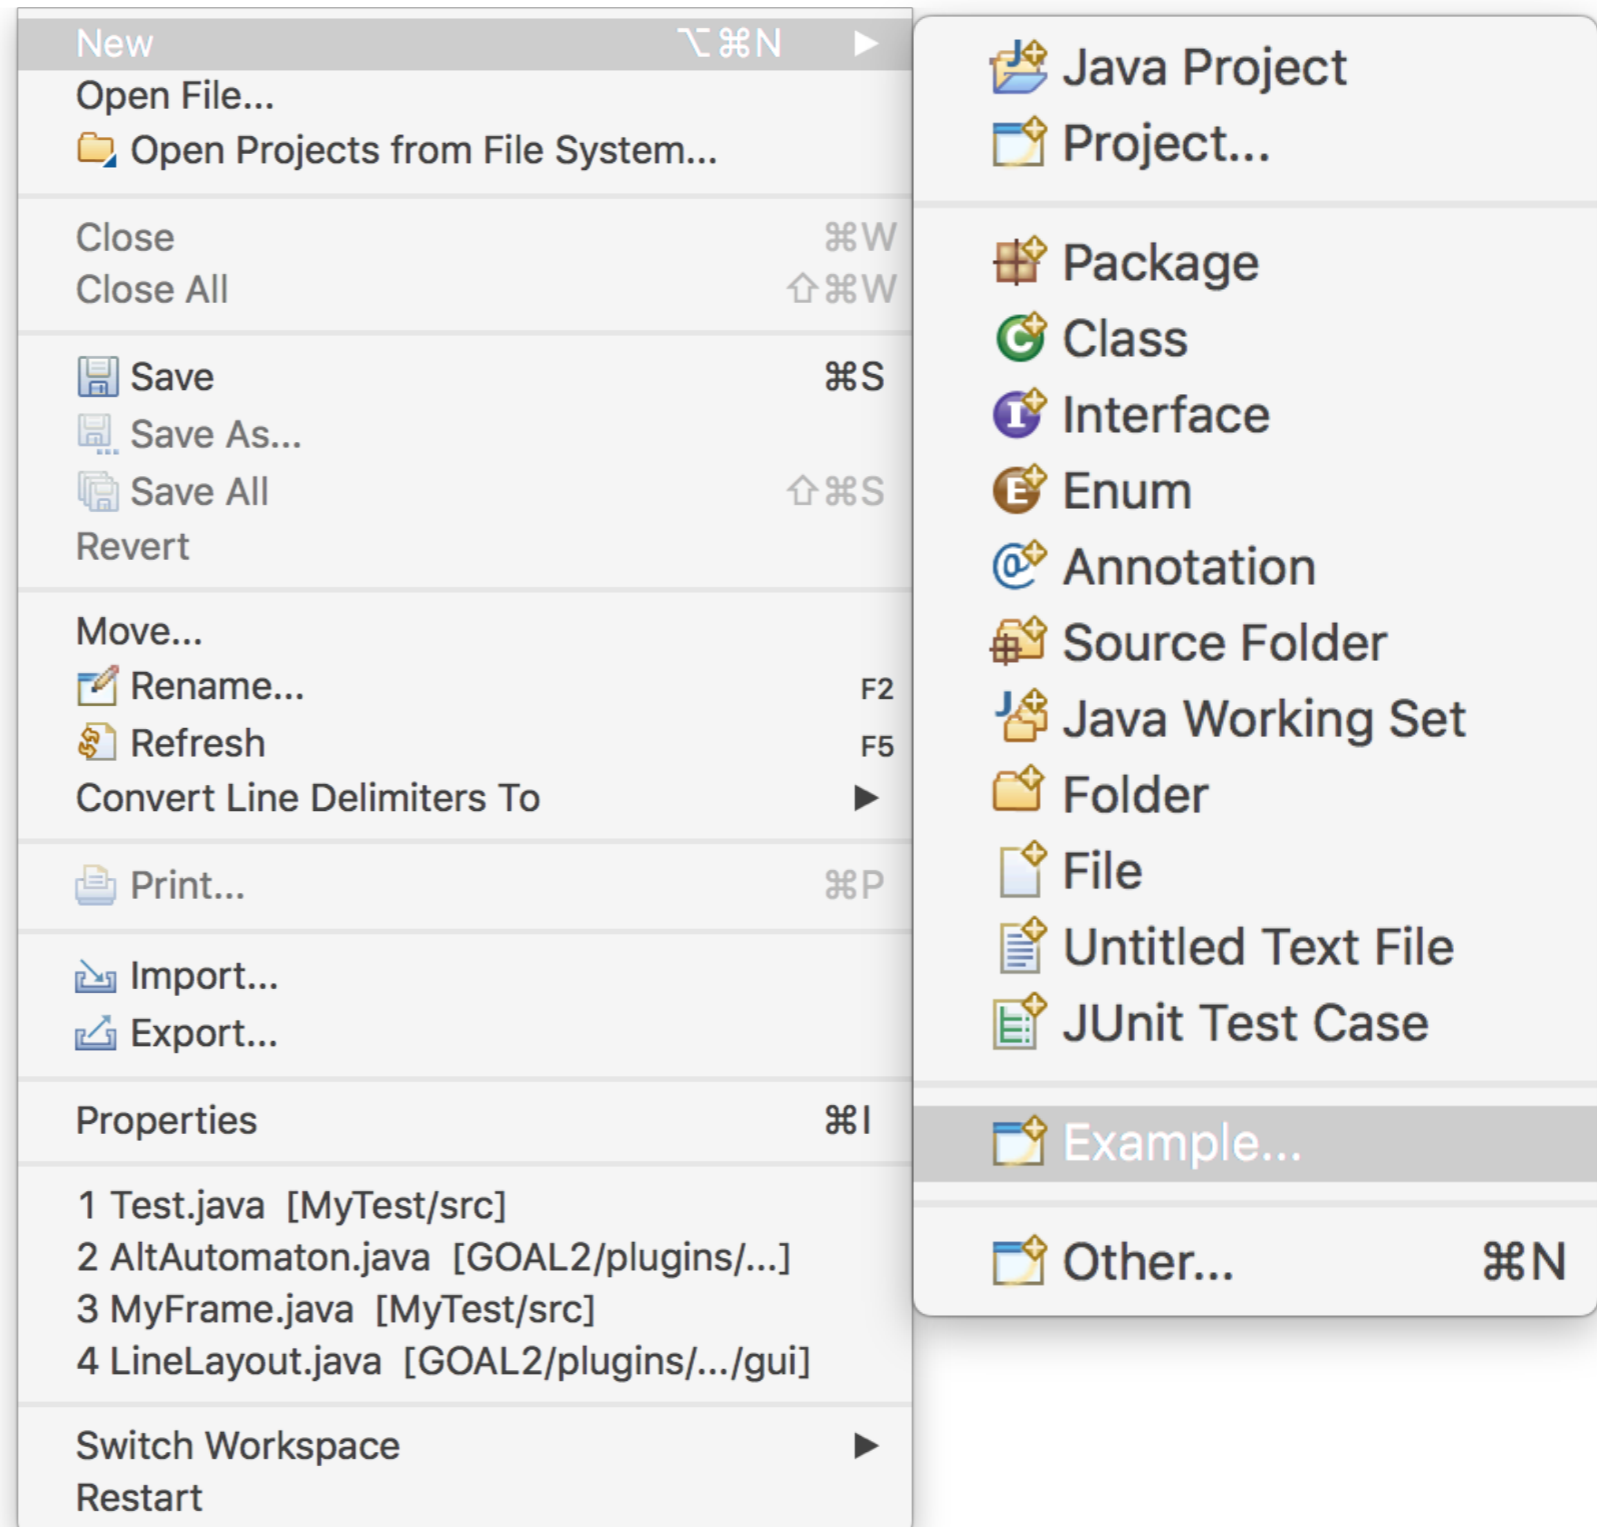 New ⌥⌘N ▶
Open File...
Open Projects from File System...
Close ⌘W
Close All ⇧⌘W
Save ⌘S
Save As...
Save All ⇧⌘S
Revert
Move...
Rename... F2
Refresh F5
Convert Line Delimiters To ▶
Print... ⌘P
Import...
Export...
Properties ⌘I
1 Test.java [MyTest/src]
2 AltAutomaton.java [GOAL2/plugins/...]
3 MyFrame.java [MyTest/src]
4 LineLayout.java [GOAL2/plugins/.../gui]
Switch Workspace ▶
Restart
Java Project
Project...
Package
Class
Interface
Enum
Annotation
Source Folder
Java Working Set
Folder
File
Untitled Text File
JUnit Test Case
Example...
Other... ⌘N